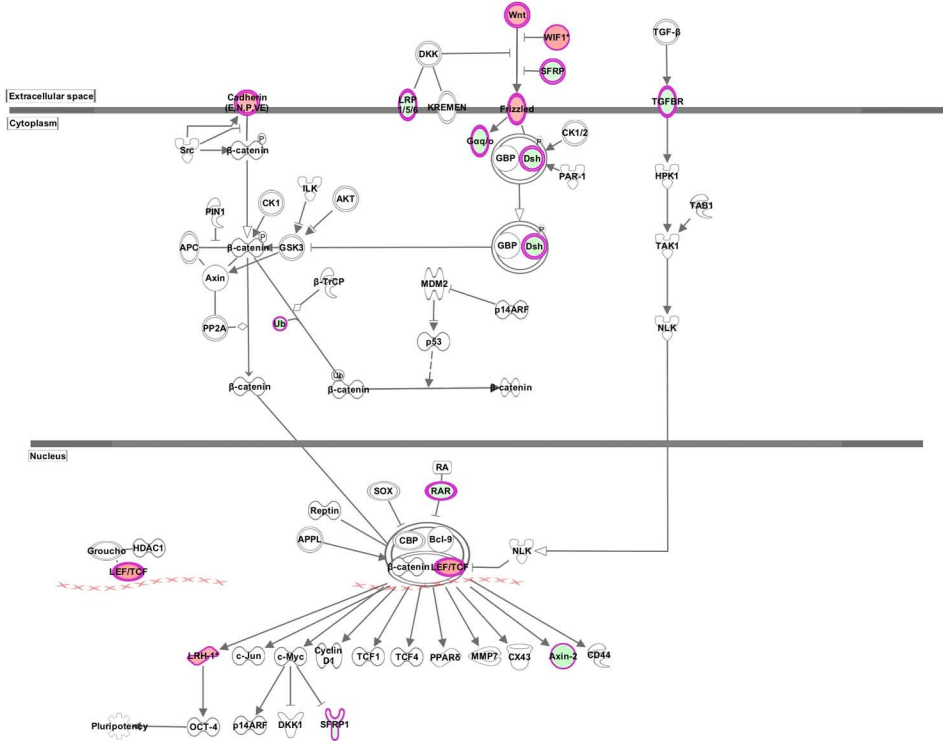 Wnt
WIF1*
DKK
TGF-β
SFRP
Extracellular space
Cadherin
(E,N,P,VE)
LRP
1/5/6
KREMEN
Frizzled
TGFBR
Cytoplasm
Src
P
β-catenin
Gαq/o
P
CK1/2
GBP
Dsh
PAR-1
HPK1
ILK
AKT
CK1
PIN1
TAB1
P
APC
β-catenin
GSK3
P
GBP
Dsh
TAK1
Axin
β-TrCP
MDM2
p14ARF
PP2A
Ub
NLK
p53
Ub
β-catenin
β-catenin
β-catenin
Nucleus
RA
SOX
RAR
Reptin
APPL
CBP
Bcl-9
Groucho
HDAC1
NLK
LEF/TCF
β-catenin
LEF/TCF
LRH-1*
c-Jun
c-Myc
Cyclin
D1
TCF1
TCF4
PPARδ
MMP7
CX43
Axin-2
CD44
Pluripotency
OCT-4
p14ARF
DKK1
SFRP1